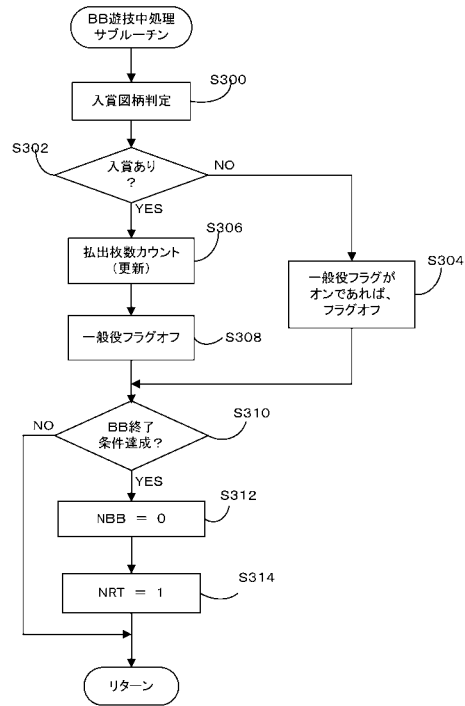 BB遊技中処理
サブルーチン
S300
入賞図柄判定
S302
入賞あり
?
NO
YES
S306
払出枚数カウント
(更新)
S304
一般役フラグが
オンであれば、
フラグオフ
一般役フラグオフ
S308
S310
NO
BB終了
条件達成?
YES
S312
NBB = 0
S314
NRT = 1
リターン